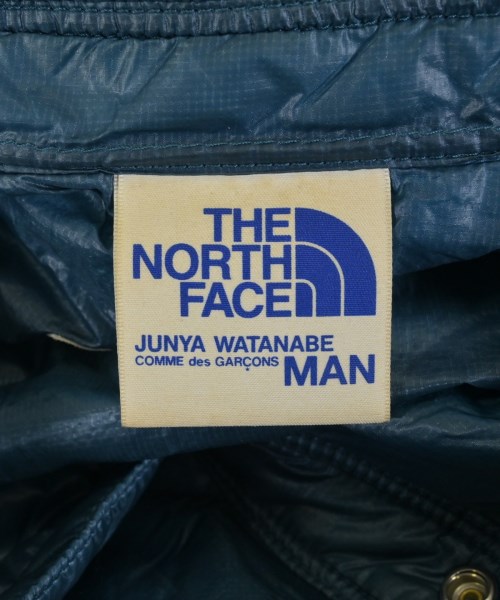 THE
NORTH
FACE
JUNYA WATANABE
COMME des GARÇONS MAN